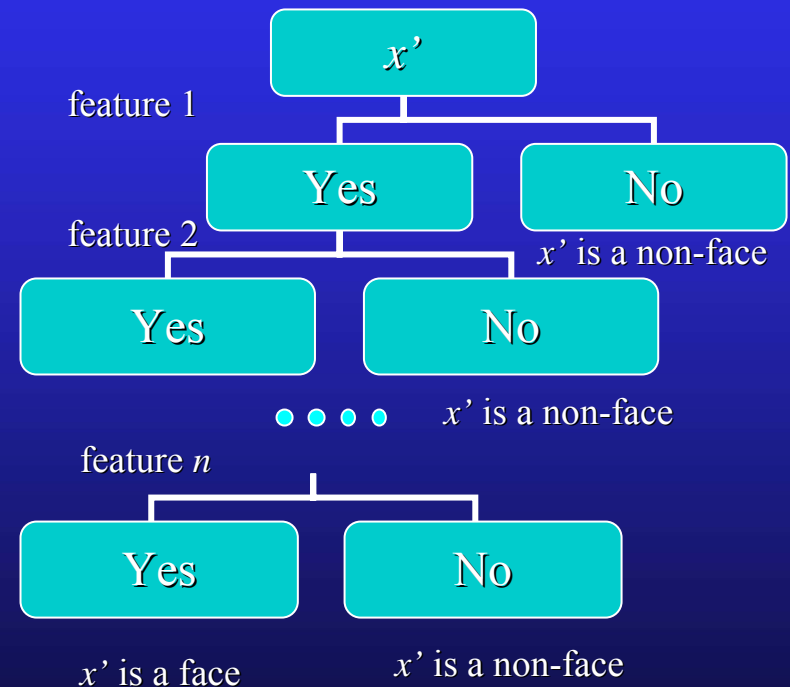 x’
feature 1
Yes
No
feature 2
x’ is a non-face
Yes
No
x’ is a non-face
feature n
Yes
No
x’ is a face
x’ is a non-face